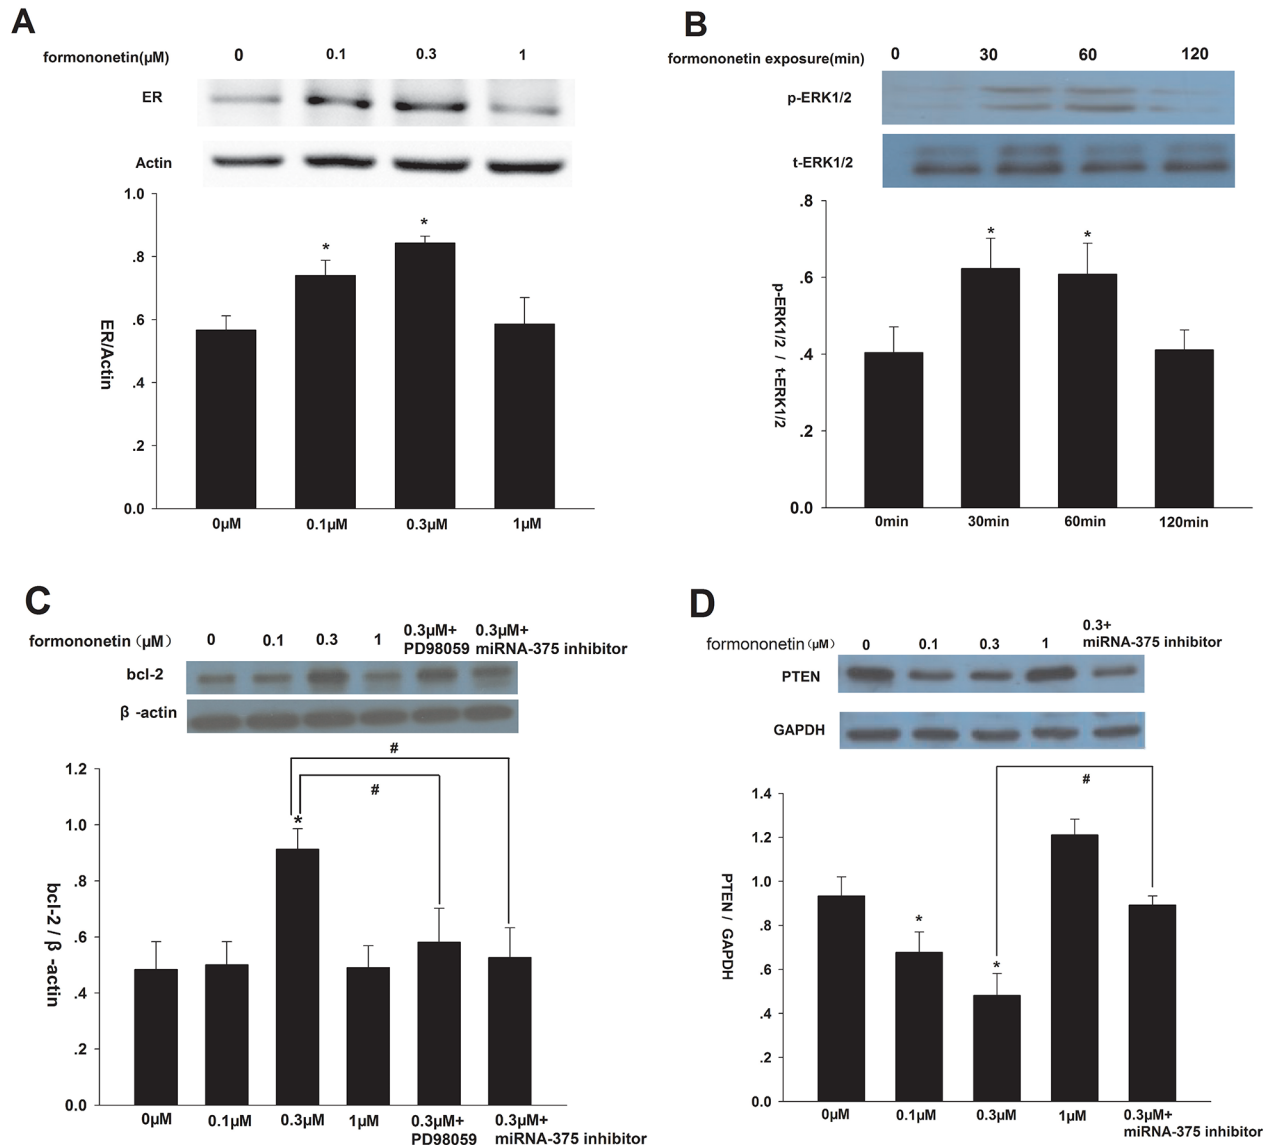 A
formononetin(μM) 0 0.1 0.3 1
ER
Actin
1.0
.8
.6
.4
.2
0.0
ER/Actin
* *
0μM 0.1μM 0.3μM 1μM
B
formononetin exposure(min) 0 30 60 120
p-ERK1/2
t-ERK1/2
.8
.6
.4
.2
0.0
p-ERK1/2 / t-ERK1/2
* *
0min 30min 60min 120min
C
formononetin (μM) 0 0.1 0.3 1 0.3μM+ PD98059 0.3μM+ miRNA-375 inhibitor
bcl-2
β -actin
1.2
1.0
.8
.6
.4
.2
0.0
bcl-2 / β -actin
#
#
*
0μM 0.1μM 0.3μM 1μM 0.3μM+ PD98059 0.3μM+ miRNA-375 inhibitor
D
formononetin (μM) 0 0.1 0.3 1 0.3+ miRNA-375 inhibitor
PTEN
GAPDH
1.4
1.2
1.0
.8
.6
.4
.2
0.0
PTEN / GAPDH
#
* *
0μM 0.1μM 0.3μM 1μM 0.3μM+ miRNA-375 inhibitor